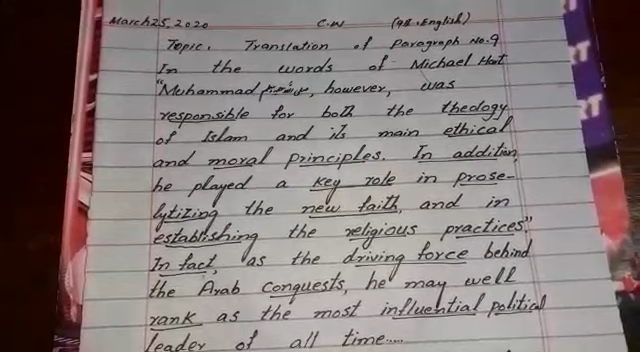 March 25, 2020 C.W (9B, English)
Topic. Translation of Paragraph No.9
In the words of Michael Hart
"Muhammad, however, was
responsible for both the theology
of Islam and its main ethical
and moral principles. In addition,
he played a key role in prose-
lytizing the new faith, and in
establishing the religious practices"
In fact, as the driving force behind
the Arab conquests, he may well
rank as the most influential political
leader of all time.....